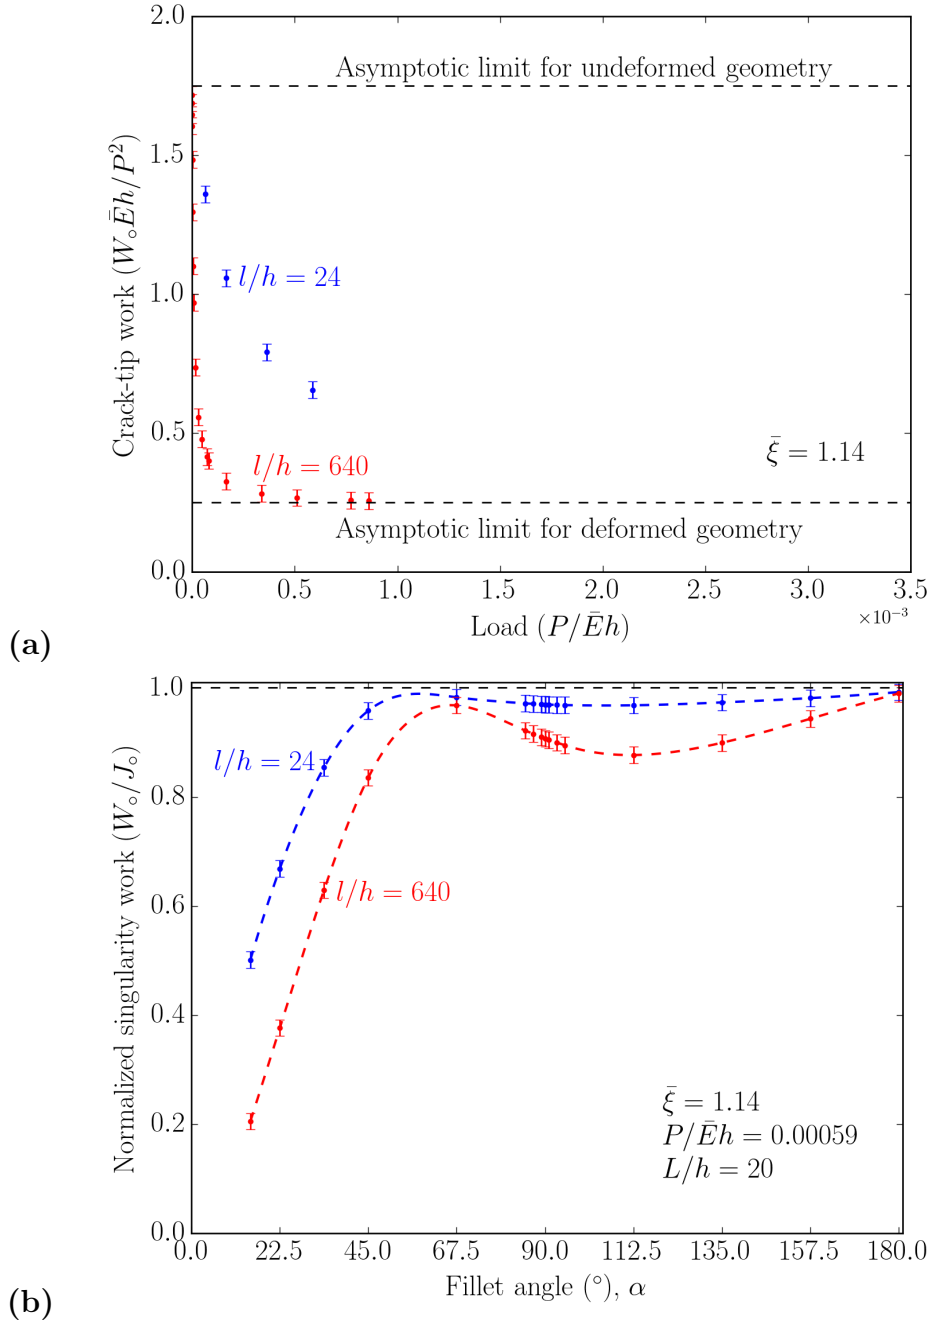 2.0
Asymptotic limit for undeformed geometry
1.5
l/h = 24
1.0
Crack-tip work (W∘Ēh/P²)
0.5
ξ̄ = 1.14
l/h = 640
Asymptotic limit for deformed geometry
0.0
0.0 0.5 1.0 1.5 2.0 2.5 3.0 3.5
×10⁻³
Load (P/Ēh)
(a)
1.0
l/h = 24
0.8
l/h = 640
0.6
Normalized singularity work (W∘/J∘)
0.4
0.2
ξ̄ = 1.14
P/Ēh = 0.00059
L/h = 20
0.0
0.0 22.5 45.0 67.5 90.0 112.5 135.0 157.5 180.0
Fillet angle (°), α
(b)